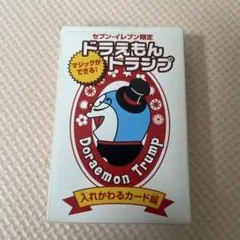 セブン-イレブン限定
ドラえもん
マジックができる!
トランプ
Doraemon Trump
入れかわるカード編